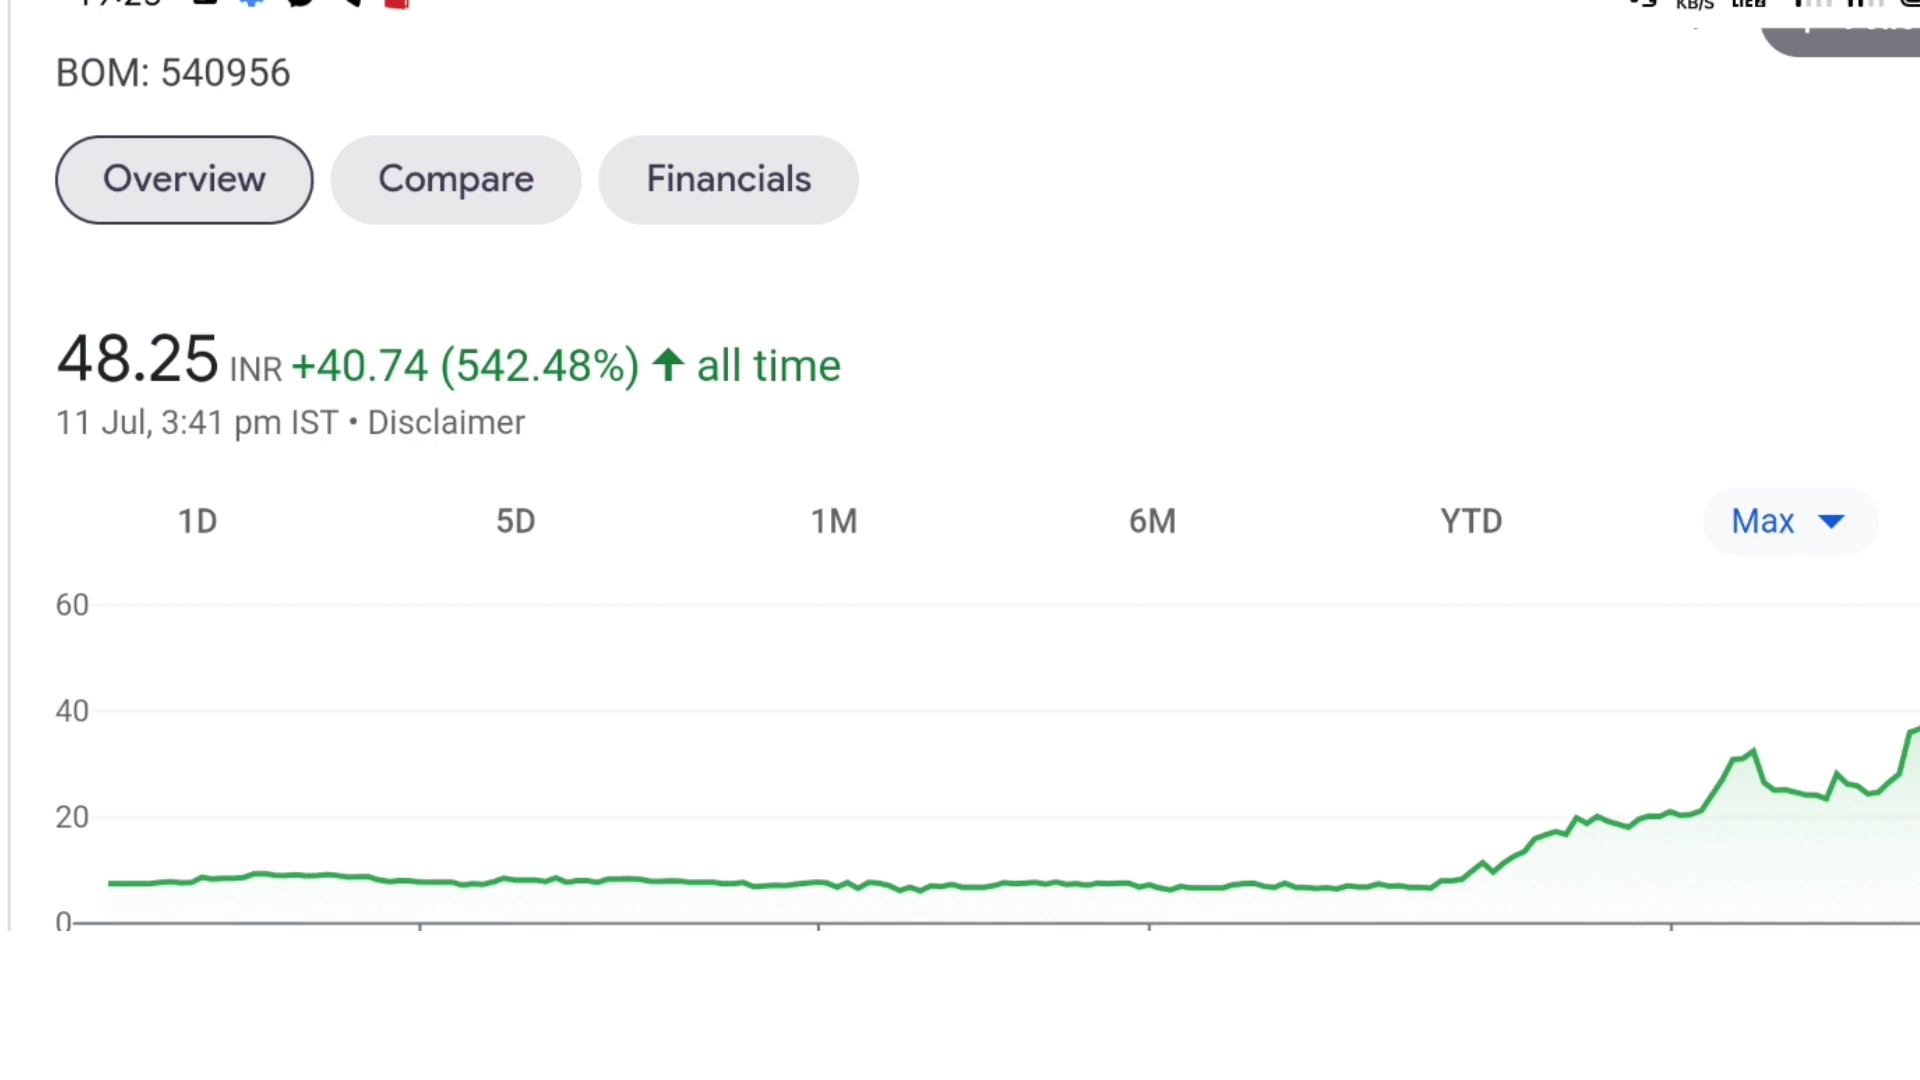 KB/S
BOM: 540956
Overview Compare Financials
48.25 INR +40.74 (542.48%) ↑ all time
11 Jul, 3:41 pm IST • Disclaimer
1D 5D 1M 6M YTD Max
60
40
20
0